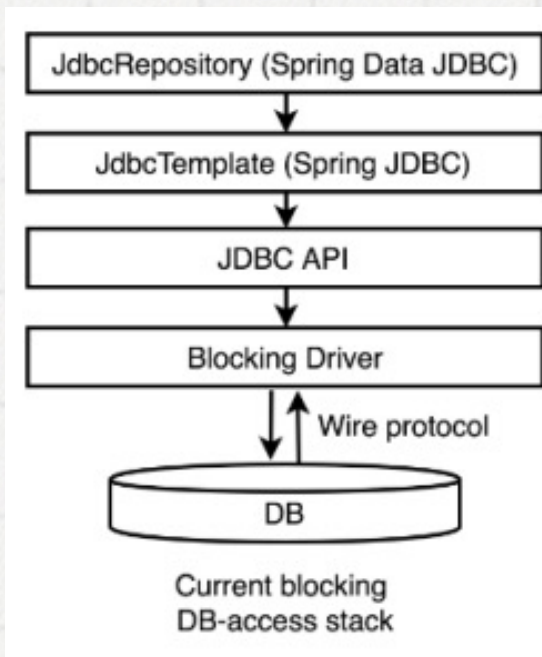 JdbcRepository (Spring Data JDBC)
JdbcTemplate (Spring JDBC)
JDBC API
Blocking Driver
Wire protocol
DB
Current blocking
DB-access stack